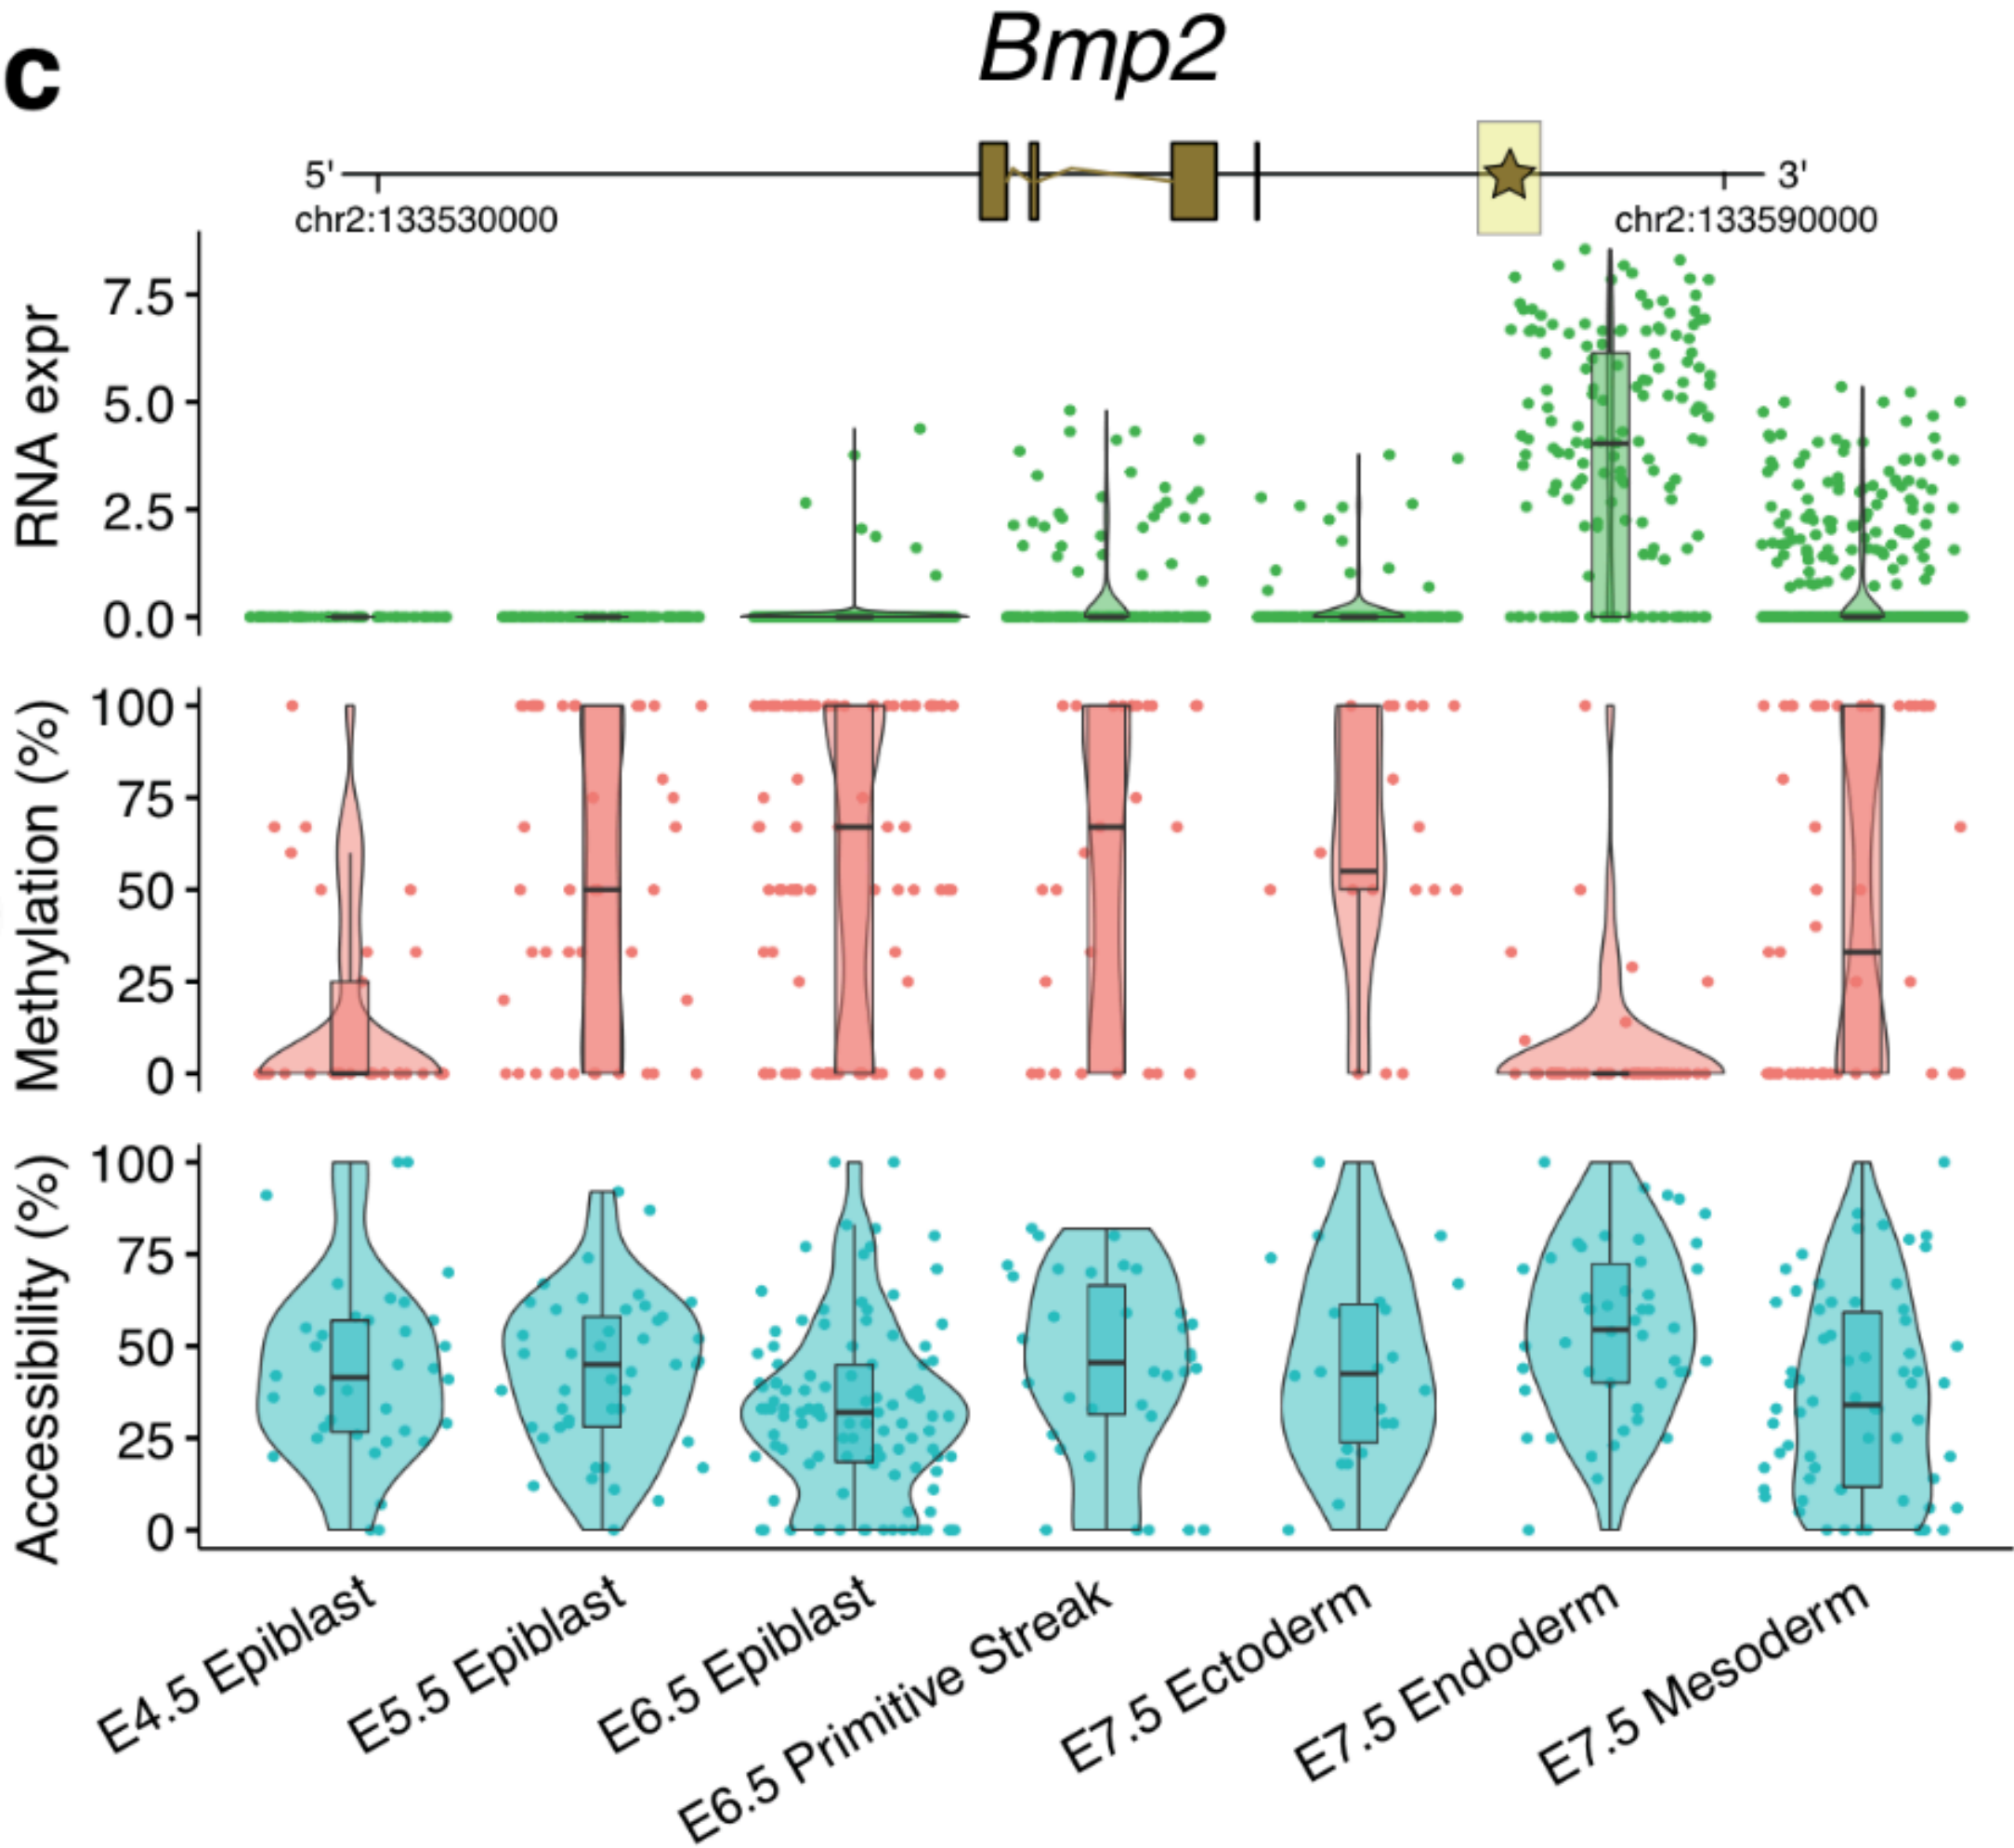 c
Bmp2
5' 3'
chr2:133530000 chr2:133590000
RNA expr
7.5
5.0
2.5
0.0
Methylation (%)
100
75
50
25
0
Accessibility (%)
100
75
50
25
0
E4.5 Epiblast
E5.5 Epiblast
E6.5 Epiblast
E6.5 Primitive Streak
E7.5 Ectoderm
E7.5 Endoderm
E7.5 Mesoderm